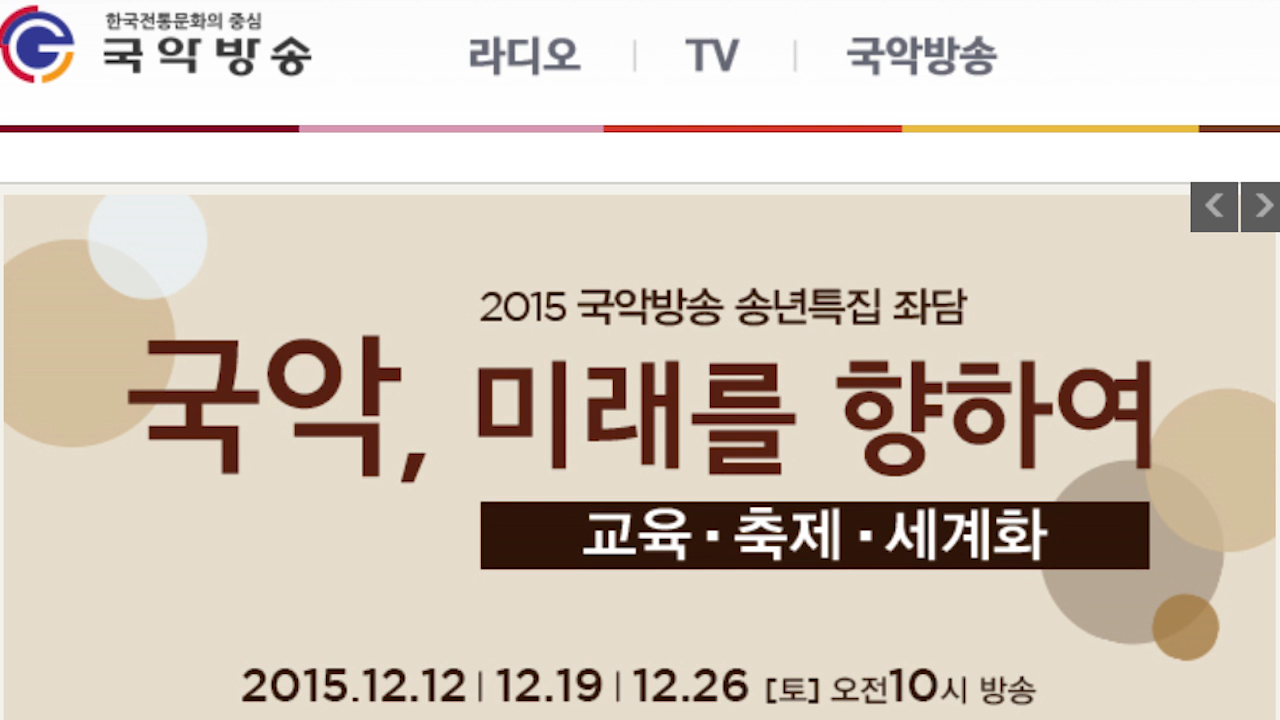 한국전통문화의 중심
국악방송
라디오 | TV | 국악방송
2015 국악방송 송년특집 좌담
국악, 미래를 향하여
교육·축제·세계화
2015.12.12 | 12.19 | 12.26 [토] 오전10시 방송